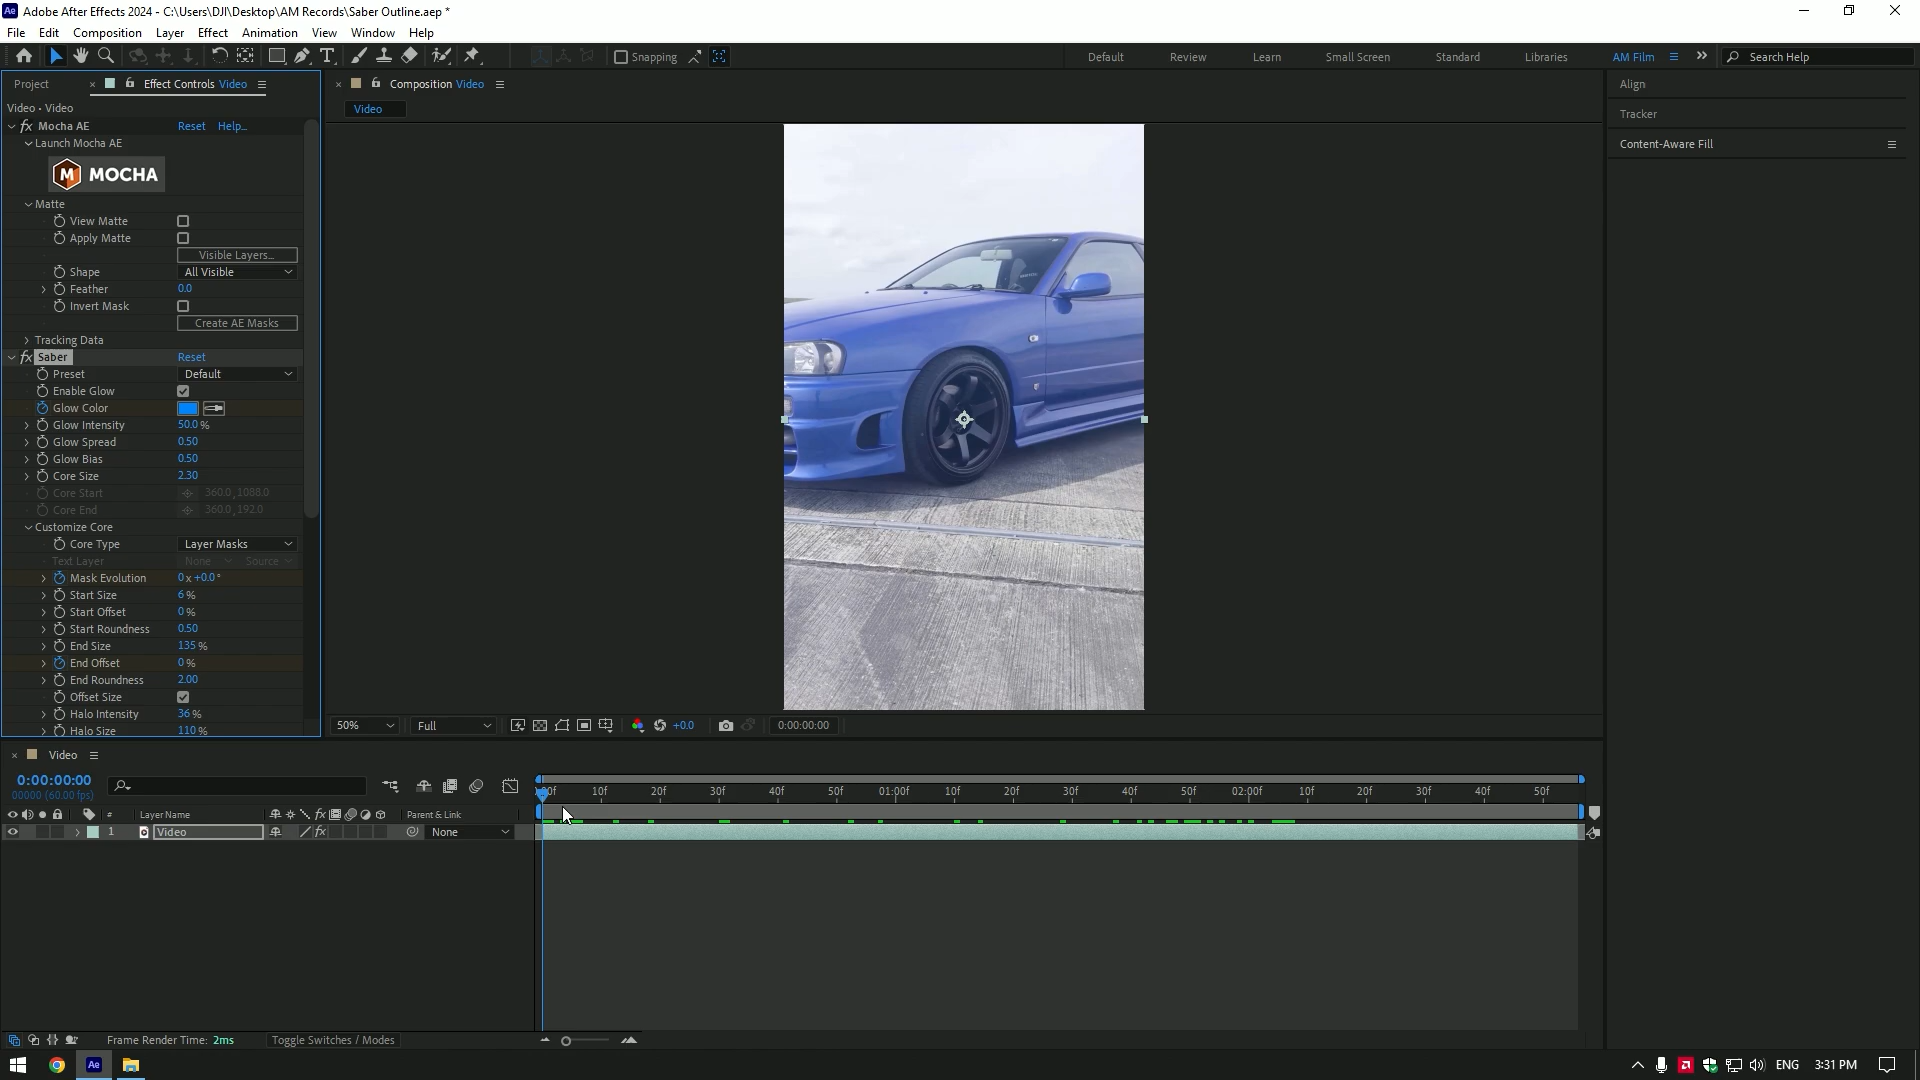 Adobe After Effects 2024 - C:\Users\DJI\Desktop\AM Records\Saber Outline.aep *
File Edit Composition Layer Effect Animation View Window Help
Snapping
Default Review Learn Small Screen Standard AM Film Libraries Search Help
Project Effect Controls Video
Composition Video
Align
Video • Video
Video
fx Mocha AE Reset Help...
Tracker
Launch Mocha AE
Content-Aware Fill
M MOCHA
Matte
View Matte
Apply Matte
Visible Layers...
Shape All Visible
Feather 0.0
Invert Mask
Create AE Masks
Tracking Data
fx Saber Reset
Preset Default
Enable Glow
Glow Color
Glow Intensity 50.0 %
Glow Spread 0.50
Glow Bias 0.50
Core Size 2.30
Core Start 360.0, 1088.0
Core End 360.0, 192.0
Customize Core
Core Type Layer Masks
Text Layer None Source
Mask Evolution 0 x +0.0 °
Start Size 6 %
Start Offset 0 %
Start Roundness 0.50
End Size 135 %
End Offset 0 %
End Roundness 2.00
Offset Size
Halo Intensity 36 %
Halo Size 110 %
50% Full +0.0 0:00:00:00
Video
0:00:00:00
00000 (60.00 fps)
:00f 10f 20f 30f 40f 50f 01:00f 10f 20f 30f 40f 50f 02:00f 10f 20f 30f 40f 50f
# Layer Name fx Parent & Link
1 Video fx None
Frame Render Time: 2ms Toggle Switches / Modes
Ae ENG 3:31 PM